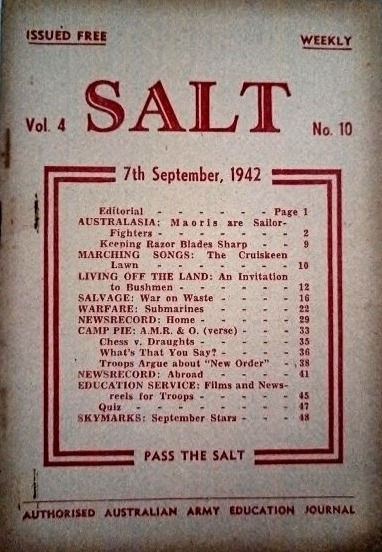 ISSUED FREE
WEEKLY
SALT
Vol. 4
No. 10
7th September, 1942
Editorial - - - - - - Page 1
AUSTRALASIA: Maoris are Sailor-
Fighters - - - - - - - 2
Keeping Razor Blades Sharp - - - 9
MARCHING SONGS: The Cruiskeen
Lawn - - - - - - - 10
LIVING OFF THE LAND: An Invitation
to Bushmen - - - - - - 12
SALVAGE: War on Waste - - - - 16
WARFARE: Submarines - - - - 22
NEWSRECORD: Home - - - - - 29
CAMP PIE: A.M.R. & O. (verse) - - - 33
Chess v. Draughts - - - - - 35
What's That You Say? - - - - 36
Troops Argue about "New Order" - - 38
NEWSRECORD: Abroad - - - - 41
EDUCATION SERVICE: Films and News-
reels for Troops - - - - - 45
Quiz - - - - - - - - 47
SKYMARKS: September Stars - - - 48
PASS THE SALT
AUTHORISED AUSTRALIAN ARMY EDUCATION JOURNAL